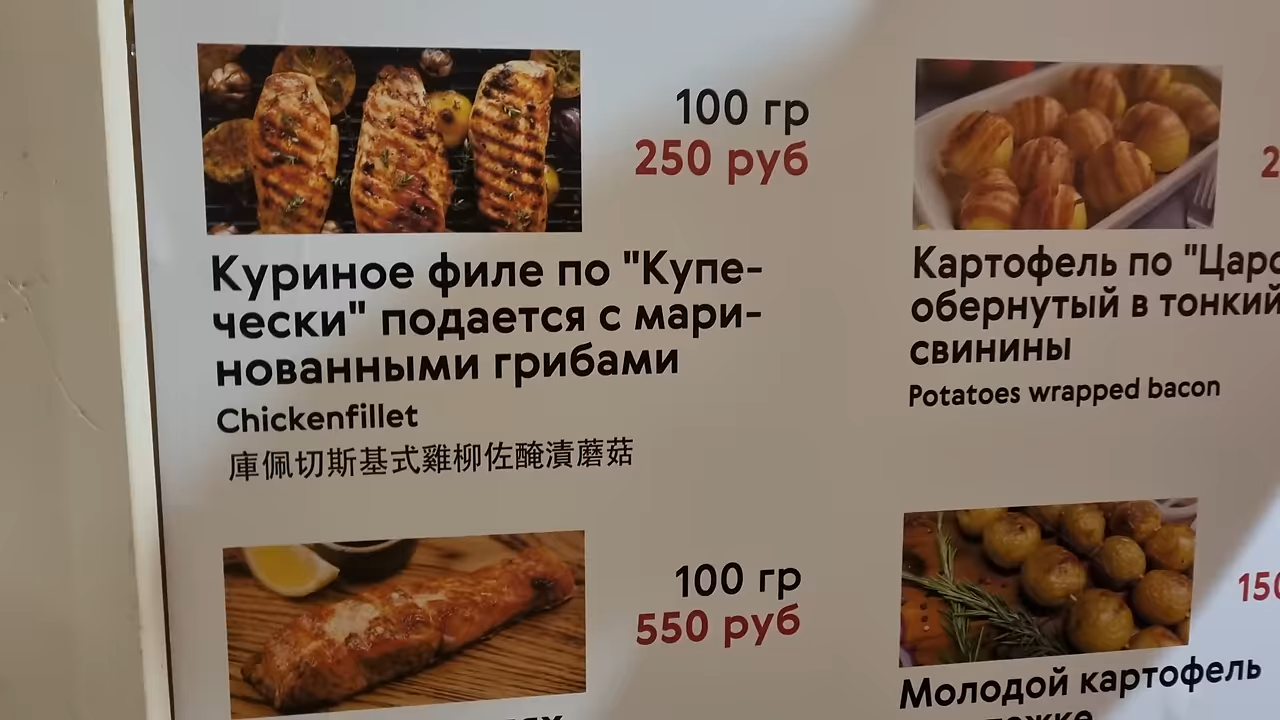 100 гр
250 руб
Куриное филе по "Купе-
чески" подается с мари-
нованными грибами
Chickenfillet
庫佩切斯基式雞柳佐醃漬蘑菇
100 гр
550 руб
Картофель по
обернутый в тонкий
свинины
Potatoes wrapped bacon
Молодой картофель